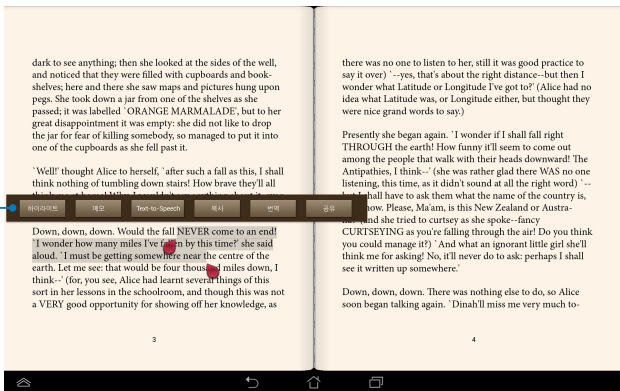 dark to see anything; then she looked at the sides of the well,
and noticed that they were filled with cupboards and book-
shelves; here and there she saw maps and pictures hung upon
pegs. She took down a jar from one of the shelves as she
passed; it was labelled `ORANGE MARMALADE', but to her
great disappointment it was empty: she did not like to drop
the jar for fear of killing somebody, so managed to put it into
one of the cupboards as she fell past it.
`Well!' thought Alice to herself, `after such a fall as this, I shall
think nothing of tumbling down stairs! How brave they'll all
하이라이트 메모 Text-to-Speech 복사 번역 공유
Down, down, down. Would the fall NEVER come to an end!
`I wonder how many miles I've fallen by this time?' she said
aloud. `I must be getting somewhere near the centre of the
earth. Let me see: that would be four thousand miles down, I
think--' (for, you see, Alice had learnt several things of this
sort in her lessons in the schoolroom, and though this was not
a VERY good opportunity for showing off her knowledge, as
3
there was no one to listen to her, still it was good practice to
say it over) `--yes, that's about the right distance--but then I
wonder what Latitude or Longitude I've got to?' (Alice had no
idea what Latitude was, or Longitude either, but thought they
were nice grand words to say.)
Presently she began again. `I wonder if I shall fall right
THROUGH the earth! How funny it'll seem to come out
among the people that walk with their heads downward! The
Antipathies, I think--' (she was rather glad there WAS no one
listening, this time, as it didn't sound at all the right word) `--
but I shall have to ask them what the name of the country is,
Please, Ma'am, is this New Zealand or Austra-
(and she tried to curtsey as she spoke--fancy
CURTSEYING as you're falling through the air! Do you think
you could manage it?) `And what an ignorant little girl she'll
think me for asking! No, it'll never do to ask: perhaps I shall
see it written up somewhere.'
Down, down, down. There was nothing else to do, so Alice
soon began talking again. `Dinah'll miss me very much to-
4